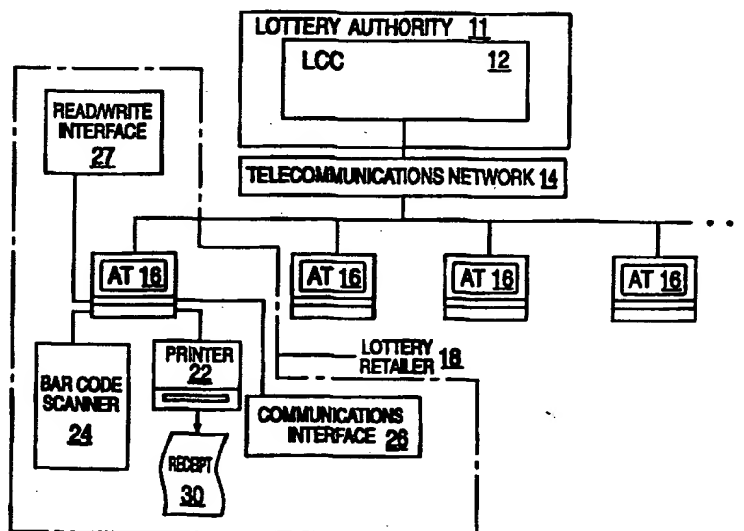 LOTTERY AUTHORITY 11
LCC 12
READ/WRITE
INTERFACE
27
TELECOMMUNICATIONS NETWORK 14
AT 16
AT 16
AT 16
AT 16
LOTTERY
RETAILER 18
PRINTER
22
BAR CODE
SCANNER
24
COMMUNICATIONS
INTERFACE 26
RECEIPT
30